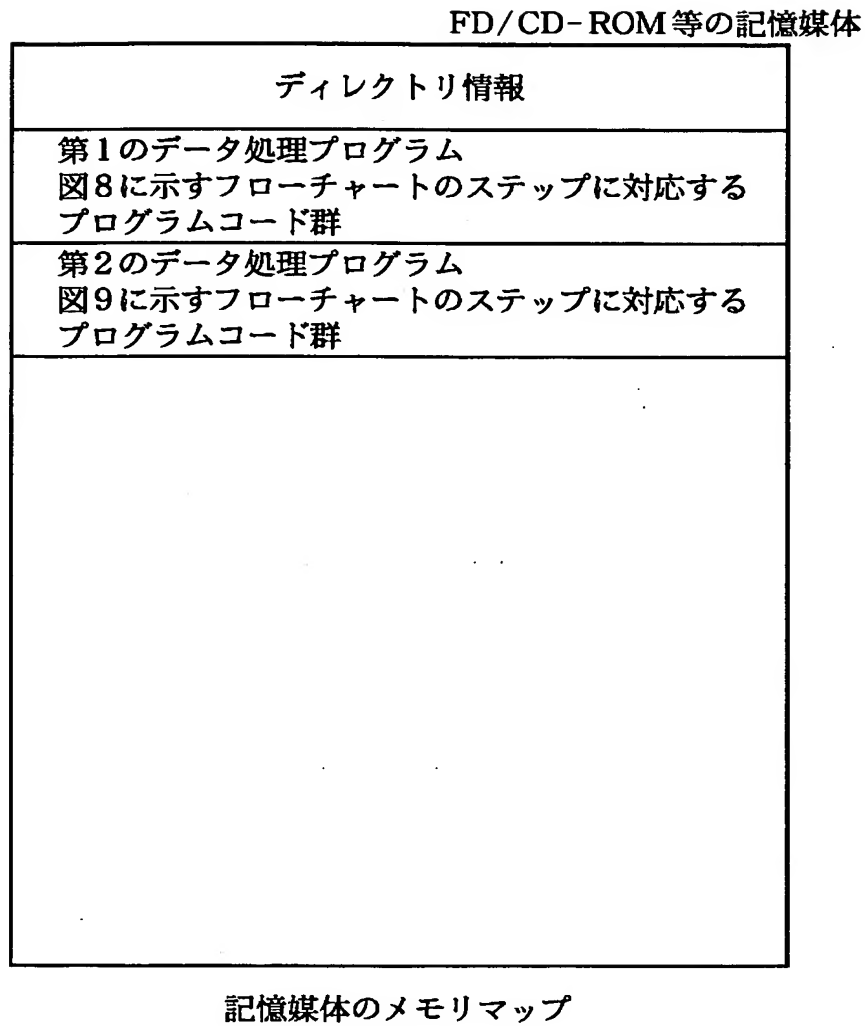 FD/CD-ROM等の記憶媒体
ディレクトリ情報
第1のデータ処理プログラム
図8に示すフローチャートのステップに対応する
プログラムコード群
第2のデータ処理プログラム
図9に示すフローチャートのステップに対応する
プログラムコード群
記憶媒体のメモリマップ